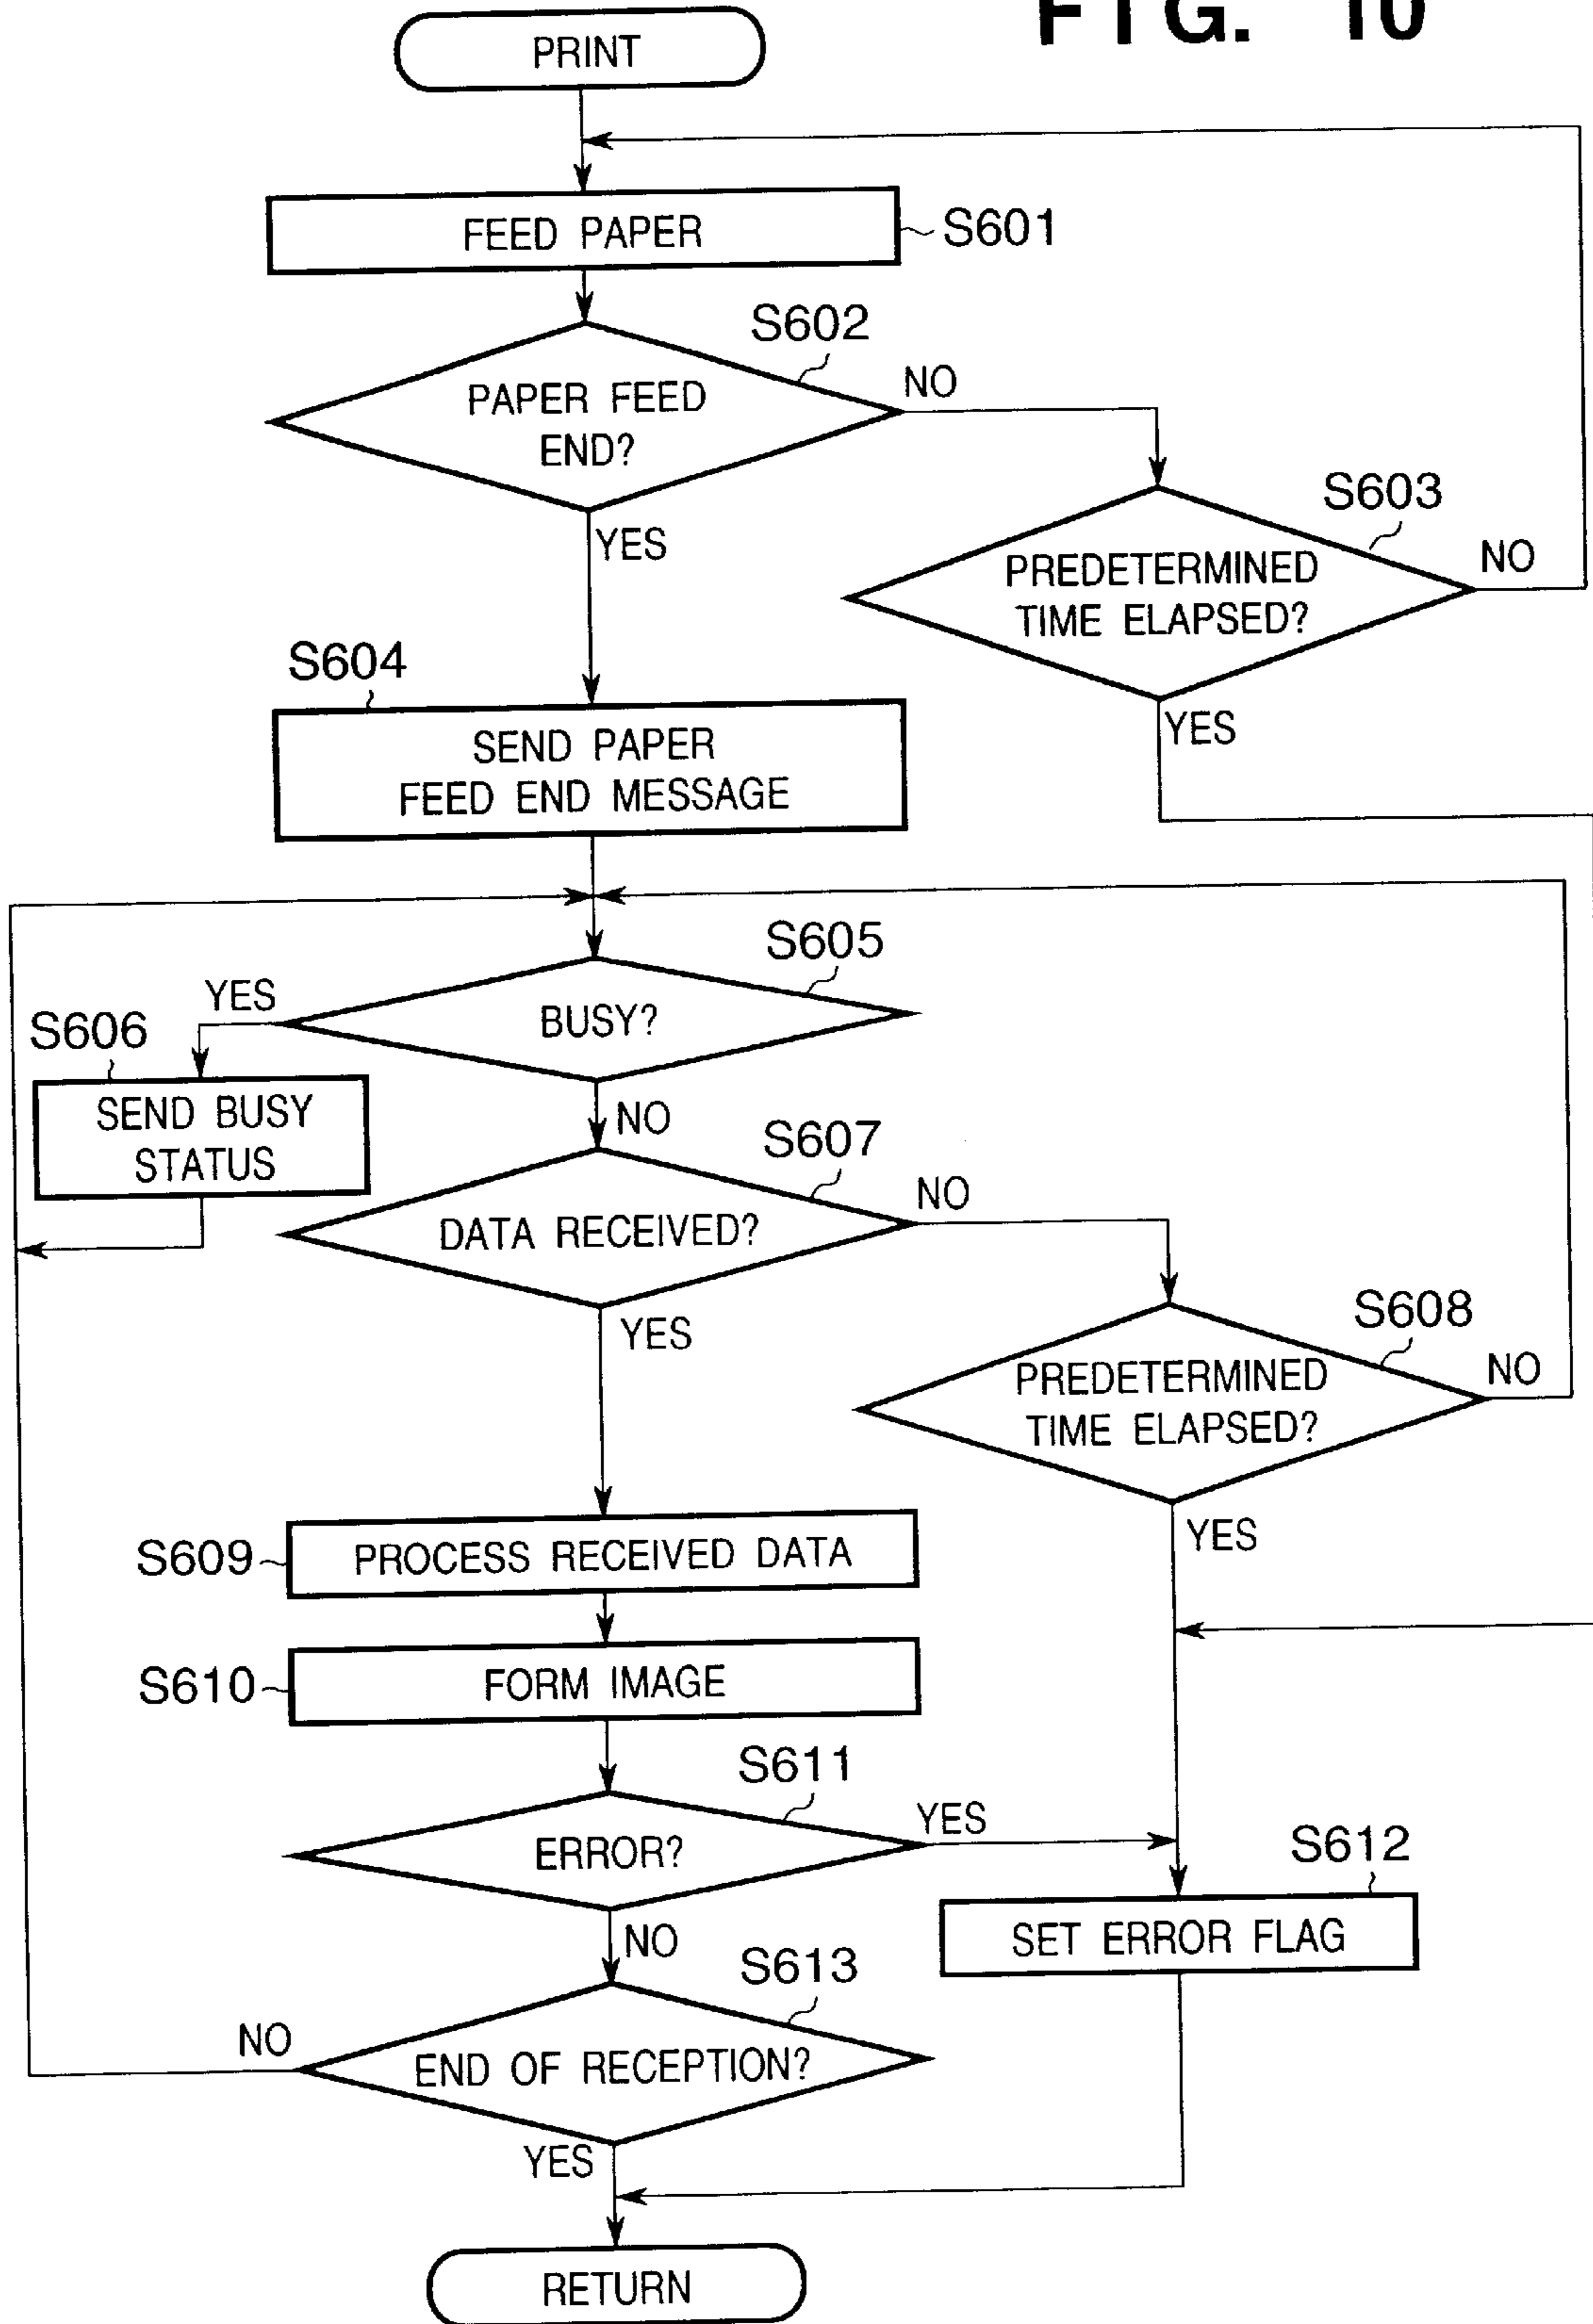 FIG. 10
PRINT
FEED PAPER
S601
S602
PAPER FEED
END?
NO
YES
S603
PREDETERMINED
TIME ELAPSED?
NO
YES
S604
SEND PAPER
FEED END MESSAGE
S605
BUSY?
YES
NO
S606
SEND BUSY
STATUS
S607
DATA RECEIVED?
NO
YES
S608
PREDETERMINED
TIME ELAPSED?
NO
YES
S609
PROCESS RECEIVED DATA
S610
FORM IMAGE
S611
ERROR?
YES
NO
S612
SET ERROR FLAG
S613
END OF RECEPTION?
NO
YES
RETURN